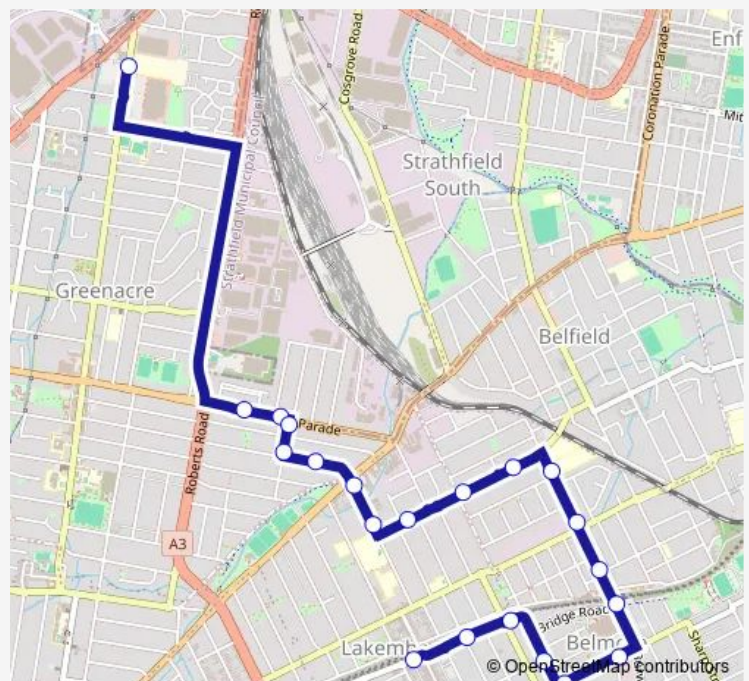 Cosgrove Road
Coronation Parade
Enf
Mit
Strathfield
South
Strathfield Municipal Council
Greenacre
Belfield
Parade
Roberts Road
A3
Bridge Road
Lakemb
Belmo
Shar
© OpenStreetMap contributors